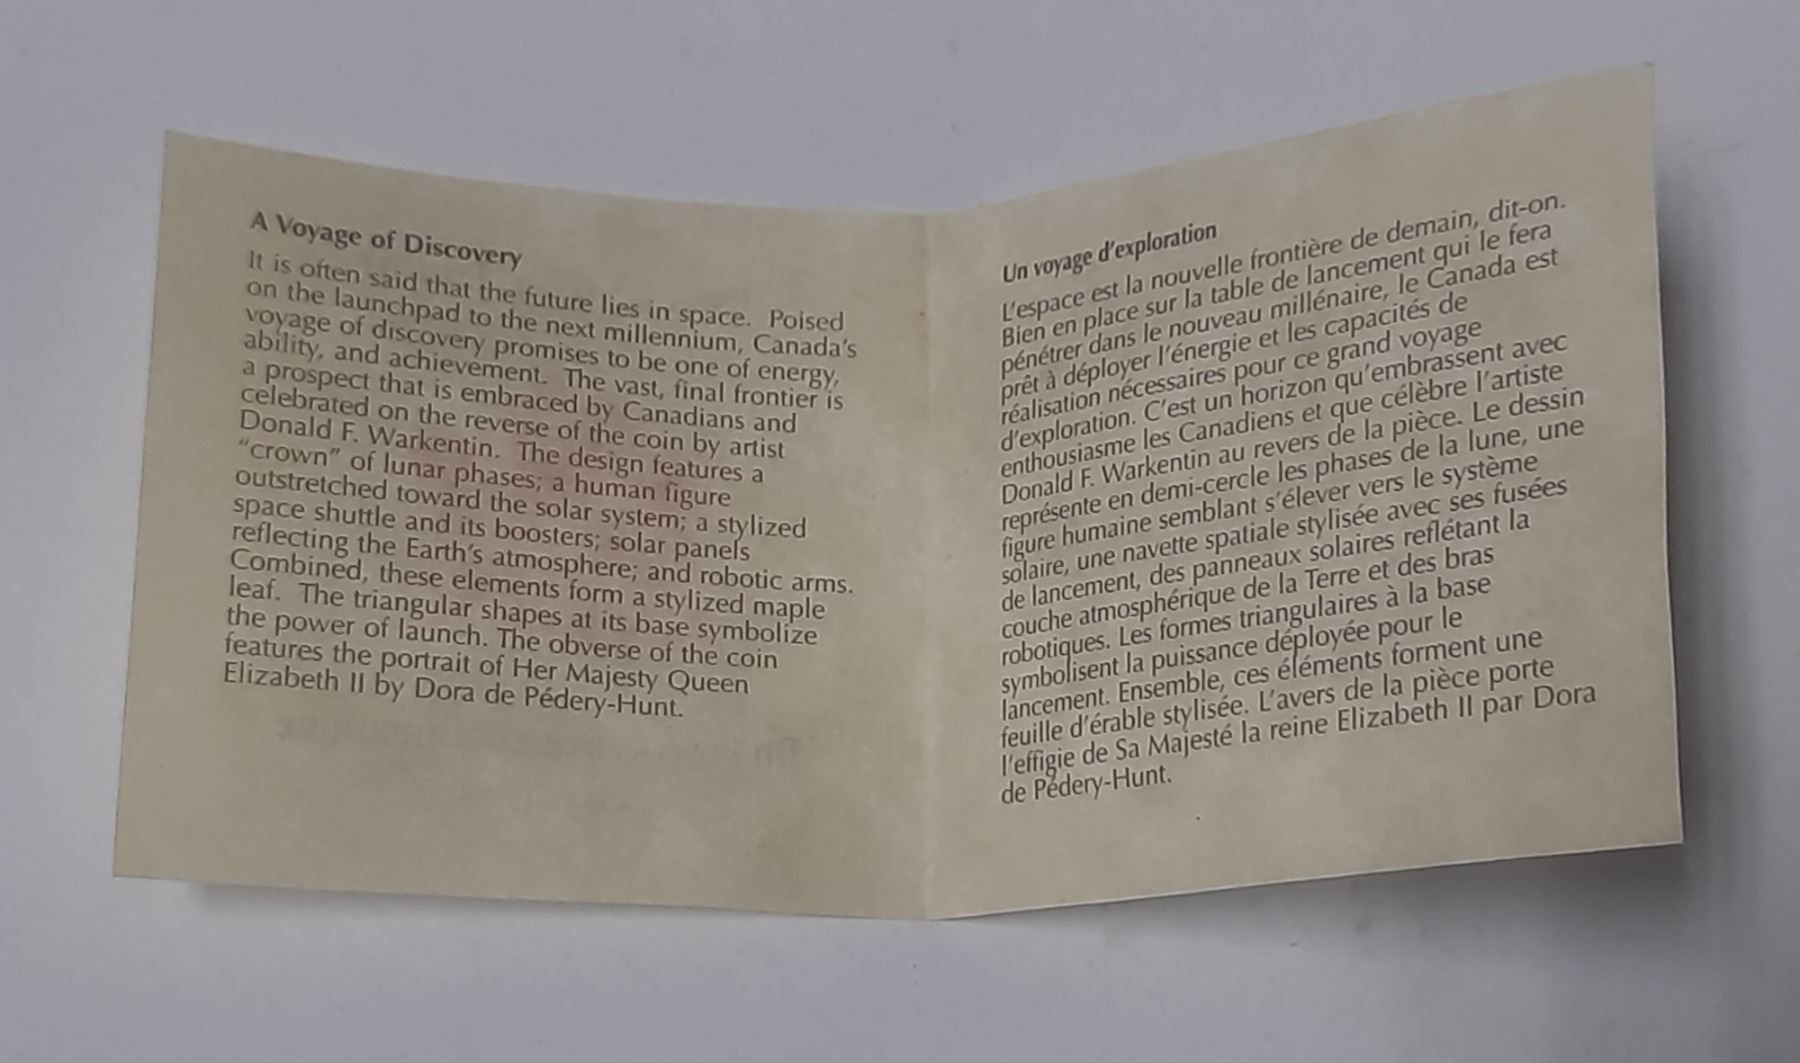 A Voyage of Discovery
It is often said that the future lies in space. Poised
on the launchpad to the next millennium, Canada's
voyage of discovery promises to be one of energy,
ability, and achievement. The vast, final frontier is
a prospect that is embraced by Canadians and
celebrated on the reverse of the coin by artist
Donald F. Warkentin. The design features a
“crown” of lunar phases; a human figure
outstretched toward the solar system; a stylized
space shuttle and its boosters; solar panels
reflecting the Earth's atmosphere; and robotic arms.
Combined, these elements form a stylized maple
leaf. The triangular shapes at its base symbolize
the power of launch. The obverse of the coin
features the portrait of Her Majesty Queen
Elizabeth II by Dora de Pédery-Hunt.
Un voyage d'exploration
L'espace est la nouvelle frontière de demain, dit-on.
Bien en place sur la table de lancement qui le fera
pénétrer dans le nouveau millénaire, le Canada est
prêt à déployer l'énergie et les capacités de
réalisation nécessaires pour ce grand voyage
d'exploration. C'est un horizon qu'embrassent avec
enthousiasme les Canadiens et que célèbre l'artiste
Donald F. Warkentin au revers de la pièce. Le dessin
représente en demi-cercle les phases de la lune, une
figure humaine semblant s'élever vers le système
solaire, une navette spatiale stylisée avec ses fusées
de lancement, des panneaux solaires reflétant la
couche atmosphérique de la Terre et des bras
robotiques. Les formes triangulaires à la base
symbolisent la puissance déployée pour le
lancement. Ensemble, ces éléments forment une
feuille d'érable stylisée. L'avers de la pièce porte
l'effigie de Sa Majesté la reine Elizabeth II par Dora
de Pédery-Hunt.